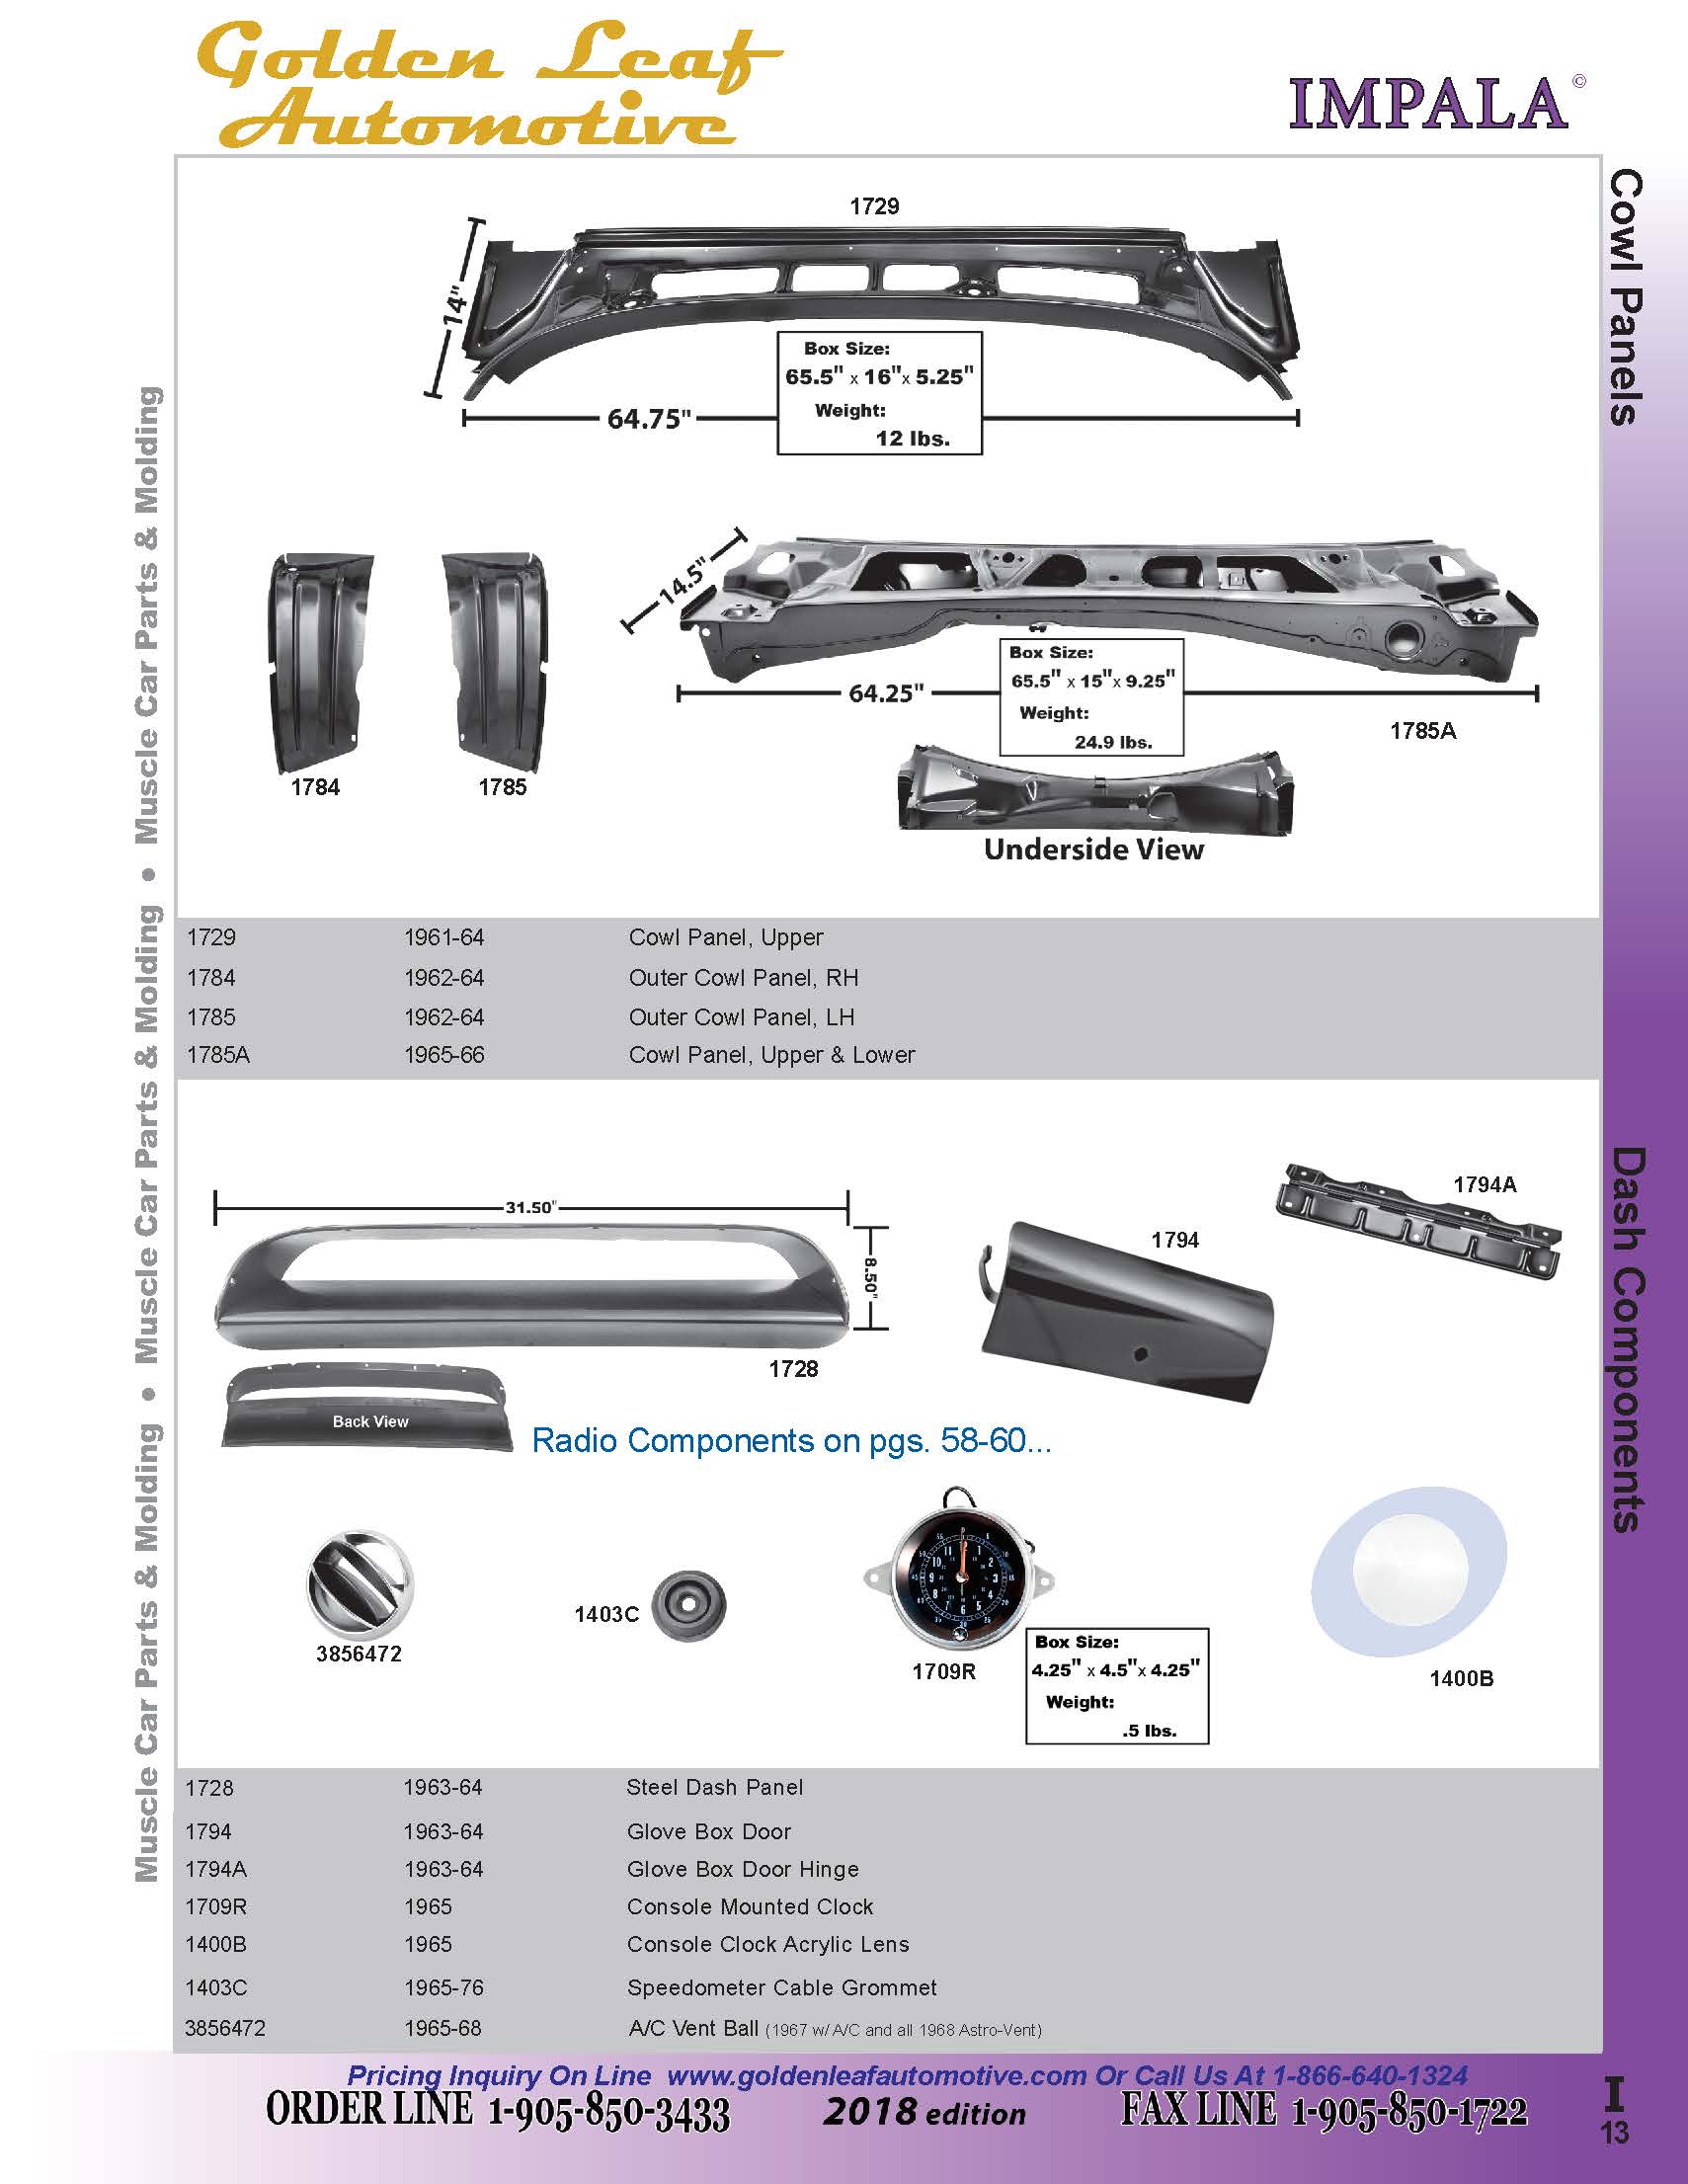 Golden Leaf
Automotive
IMPALA©
Cowl Panels
1729
14"
Box Size:
65.5" x 16"x 5.25"
Weight:
12 lbs.
64.75"
14.5"
Box Size:
65.5" x 15"x 9.25"
Weight:
24.9 lbs.
64.25"
1785A
1784
1785
Underside View
1729 1961-64 Cowl Panel, Upper
1784 1962-64 Outer Cowl Panel, RH
1785 1962-64 Outer Cowl Panel, LH
1785A 1965-66 Cowl Panel, Upper & Lower
Dash Components
31.50"
8.50"
1728
Back View
1794
1794A
Radio Components on pgs. 58-60...
3856472
1403C
1709R
Box Size:
4.25" x 4.5"x 4.25"
Weight:
.5 lbs.
1400B
1728 1963-64 Steel Dash Panel
1794 1963-64 Glove Box Door
1794A 1963-64 Glove Box Door Hinge
1709R 1965 Console Mounted Clock
1400B 1965 Console Clock Acrylic Lens
1403C 1965-76 Speedometer Cable Grommet
3856472 1965-68 A/C Vent Ball (1967 w/ A/C and all 1968 Astro-Vent)
Muscle Car Parts & Molding • Muscle Car Parts & Molding • Muscle Car Parts & Molding
Pricing Inquiry On Line www.goldenleafautomotive.com Or Call Us At 1-866-640-1324
ORDER LINE 1-905-850-3433 2018 edition FAX LINE 1-905-850-1722
I
13